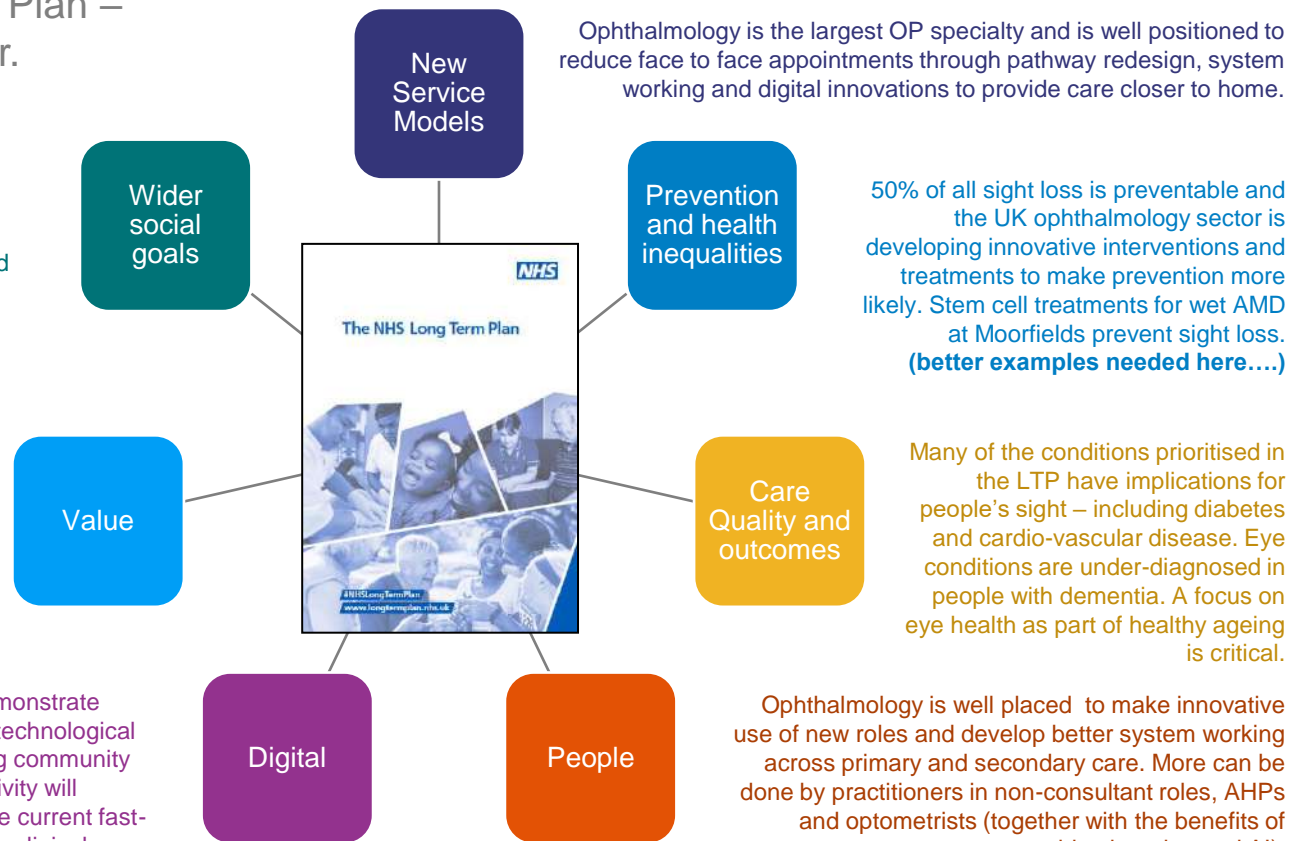 Plan –
r.
New
Service
Models
Ophthalmology is the largest OP specialty and is well positioned to
reduce face to face appointments through pathway redesign, system
working and digital innovations to provide care closer to home.
Wider
social
goals
d
Prevention
and health
inequalities
50% of all sight loss is preventable and
the UK ophthalmology sector is
developing innovative interventions and
treatments to make prevention more
likely. Stem cell treatments for wet AMD
at Moorfields prevent sight loss.
(better examples needed here….)
NHS
The NHS Long Term Plan
#NHSLongTermPlan
www.longtermplan.nhs.uk
Value
Care
Quality and
outcomes
Many of the conditions prioritised in
the LTP have implications for
people's sight – including diabetes
and cardio-vascular disease. Eye
conditions are under-diagnosed in
people with dementia. A focus on
eye health as part of healthy ageing
is critical.
monstrate
technological
g community
ivity will
e current fast-
Digital
People
Ophthalmology is well placed  to make innovative
use of new roles and develop better system working
across primary and secondary care. More can be
done by practitioners in non-consultant roles, AHPs
and optometrists (together with the benefits of